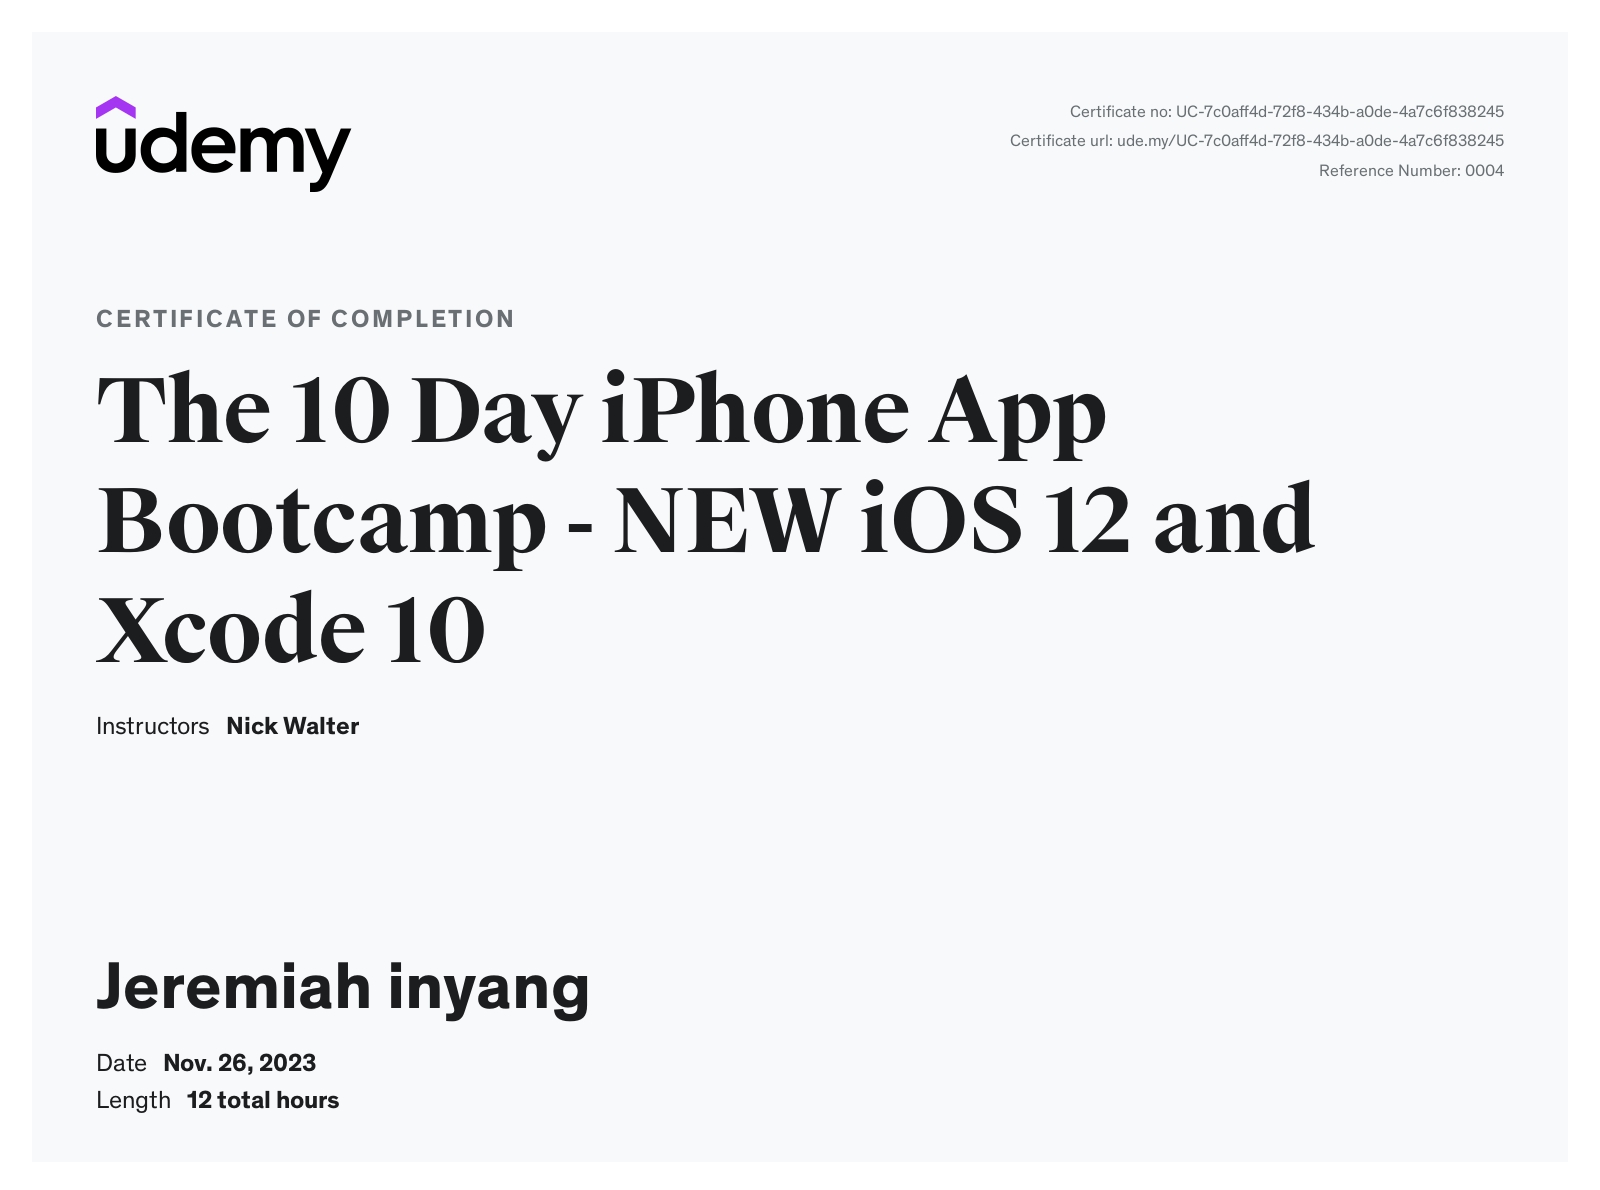 udemy
Certificate no: UC-7c0aff4d-72f8-434b-a0de-4a7c6f838245
Certificate url: ude.my/UC-7c0aff4d-72f8-434b-a0de-4a7c6f838245
Reference Number: 0004
CERTIFICATE OF COMPLETION
The 10 Day iPhone App
Bootcamp - NEW iOS 12 and
Xcode 10
Instructors Nick Walter
Jeremiah inyang
Date Nov. 26, 2023
Length 12 total hours